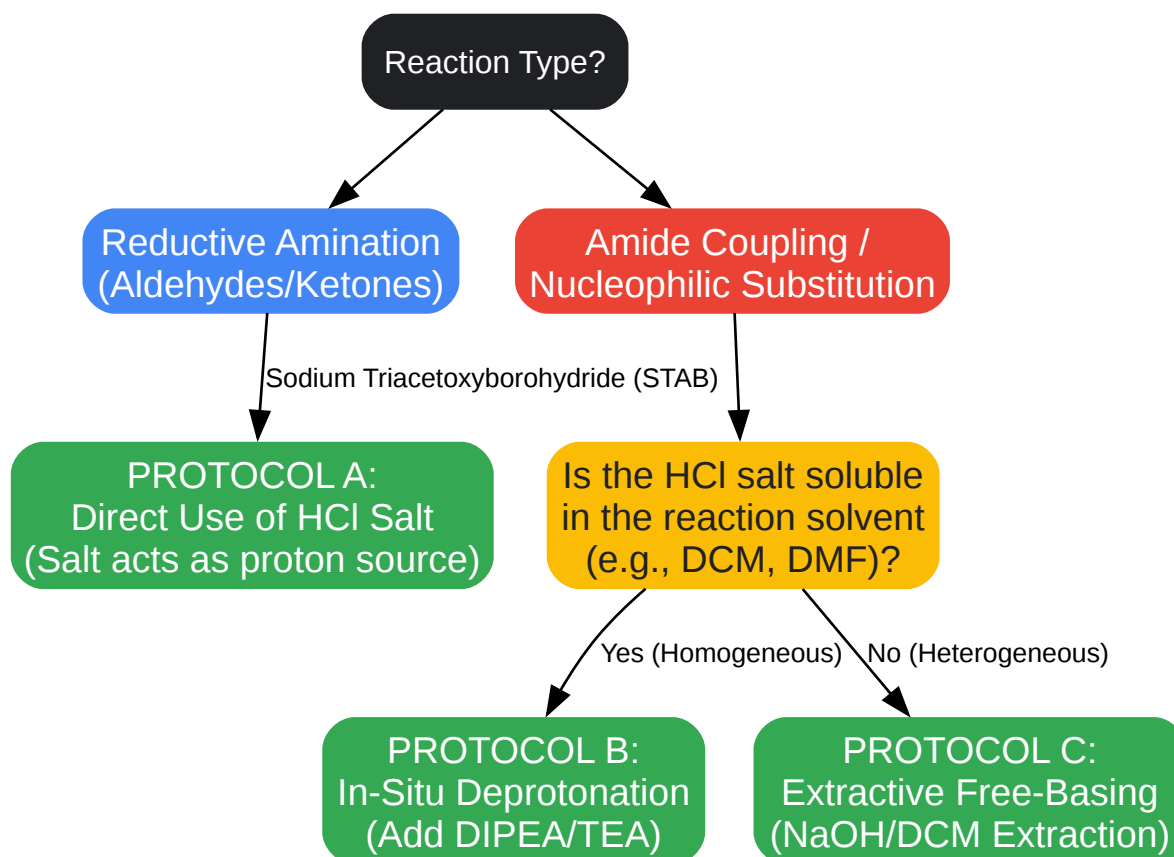 Reaction Type?
Reductive Amination
(Aldehydes/Ketones)
Amide Coupling /
Nucleophilic Substitution
Sodium Triacetoxyborohydride (STAB)
PROTOCOL A:
Direct Use of HCl Salt
(Salt acts as proton source)
Is the HCl salt soluble
in the reaction solvent
(e.g., DCM, DMF)?
Yes (Homogeneous)
No (Heterogeneous)
PROTOCOL B:
In-Situ Deprotonation
(Add DIPEA/TEA)
PROTOCOL C:
Extractive Free-Basing
(NaOH/DCM Extraction)